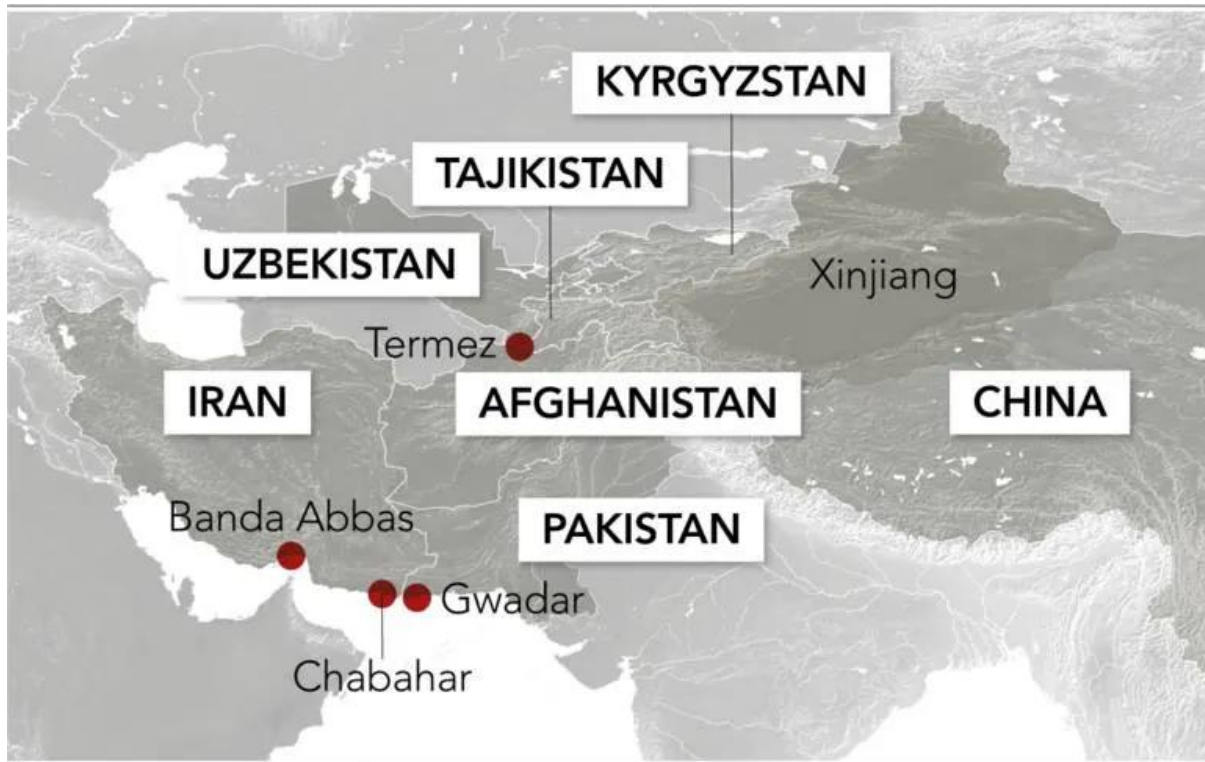 KYRGYZSTAN
TAJIKISTAN
UZBEKISTAN
Xinjiang
Termez
IRAN
AFGHANISTAN
CHINA
Banda Abbas
PAKISTAN
Gwadar
Chabahar